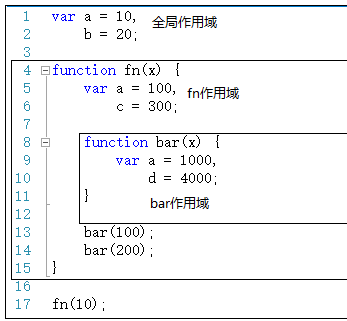 1 var a = 10, 全局作用域
2 b = 20;
3
4 function fn(x) {
5 var a = 100, fn作用域
6 c = 300;
7
8 function bar(x) {
9 var a = 1000,
10 d = 4000;
11 }
12 bar作用域
13 bar(100);
14 bar(200);
15 }
16
17 fn(10);